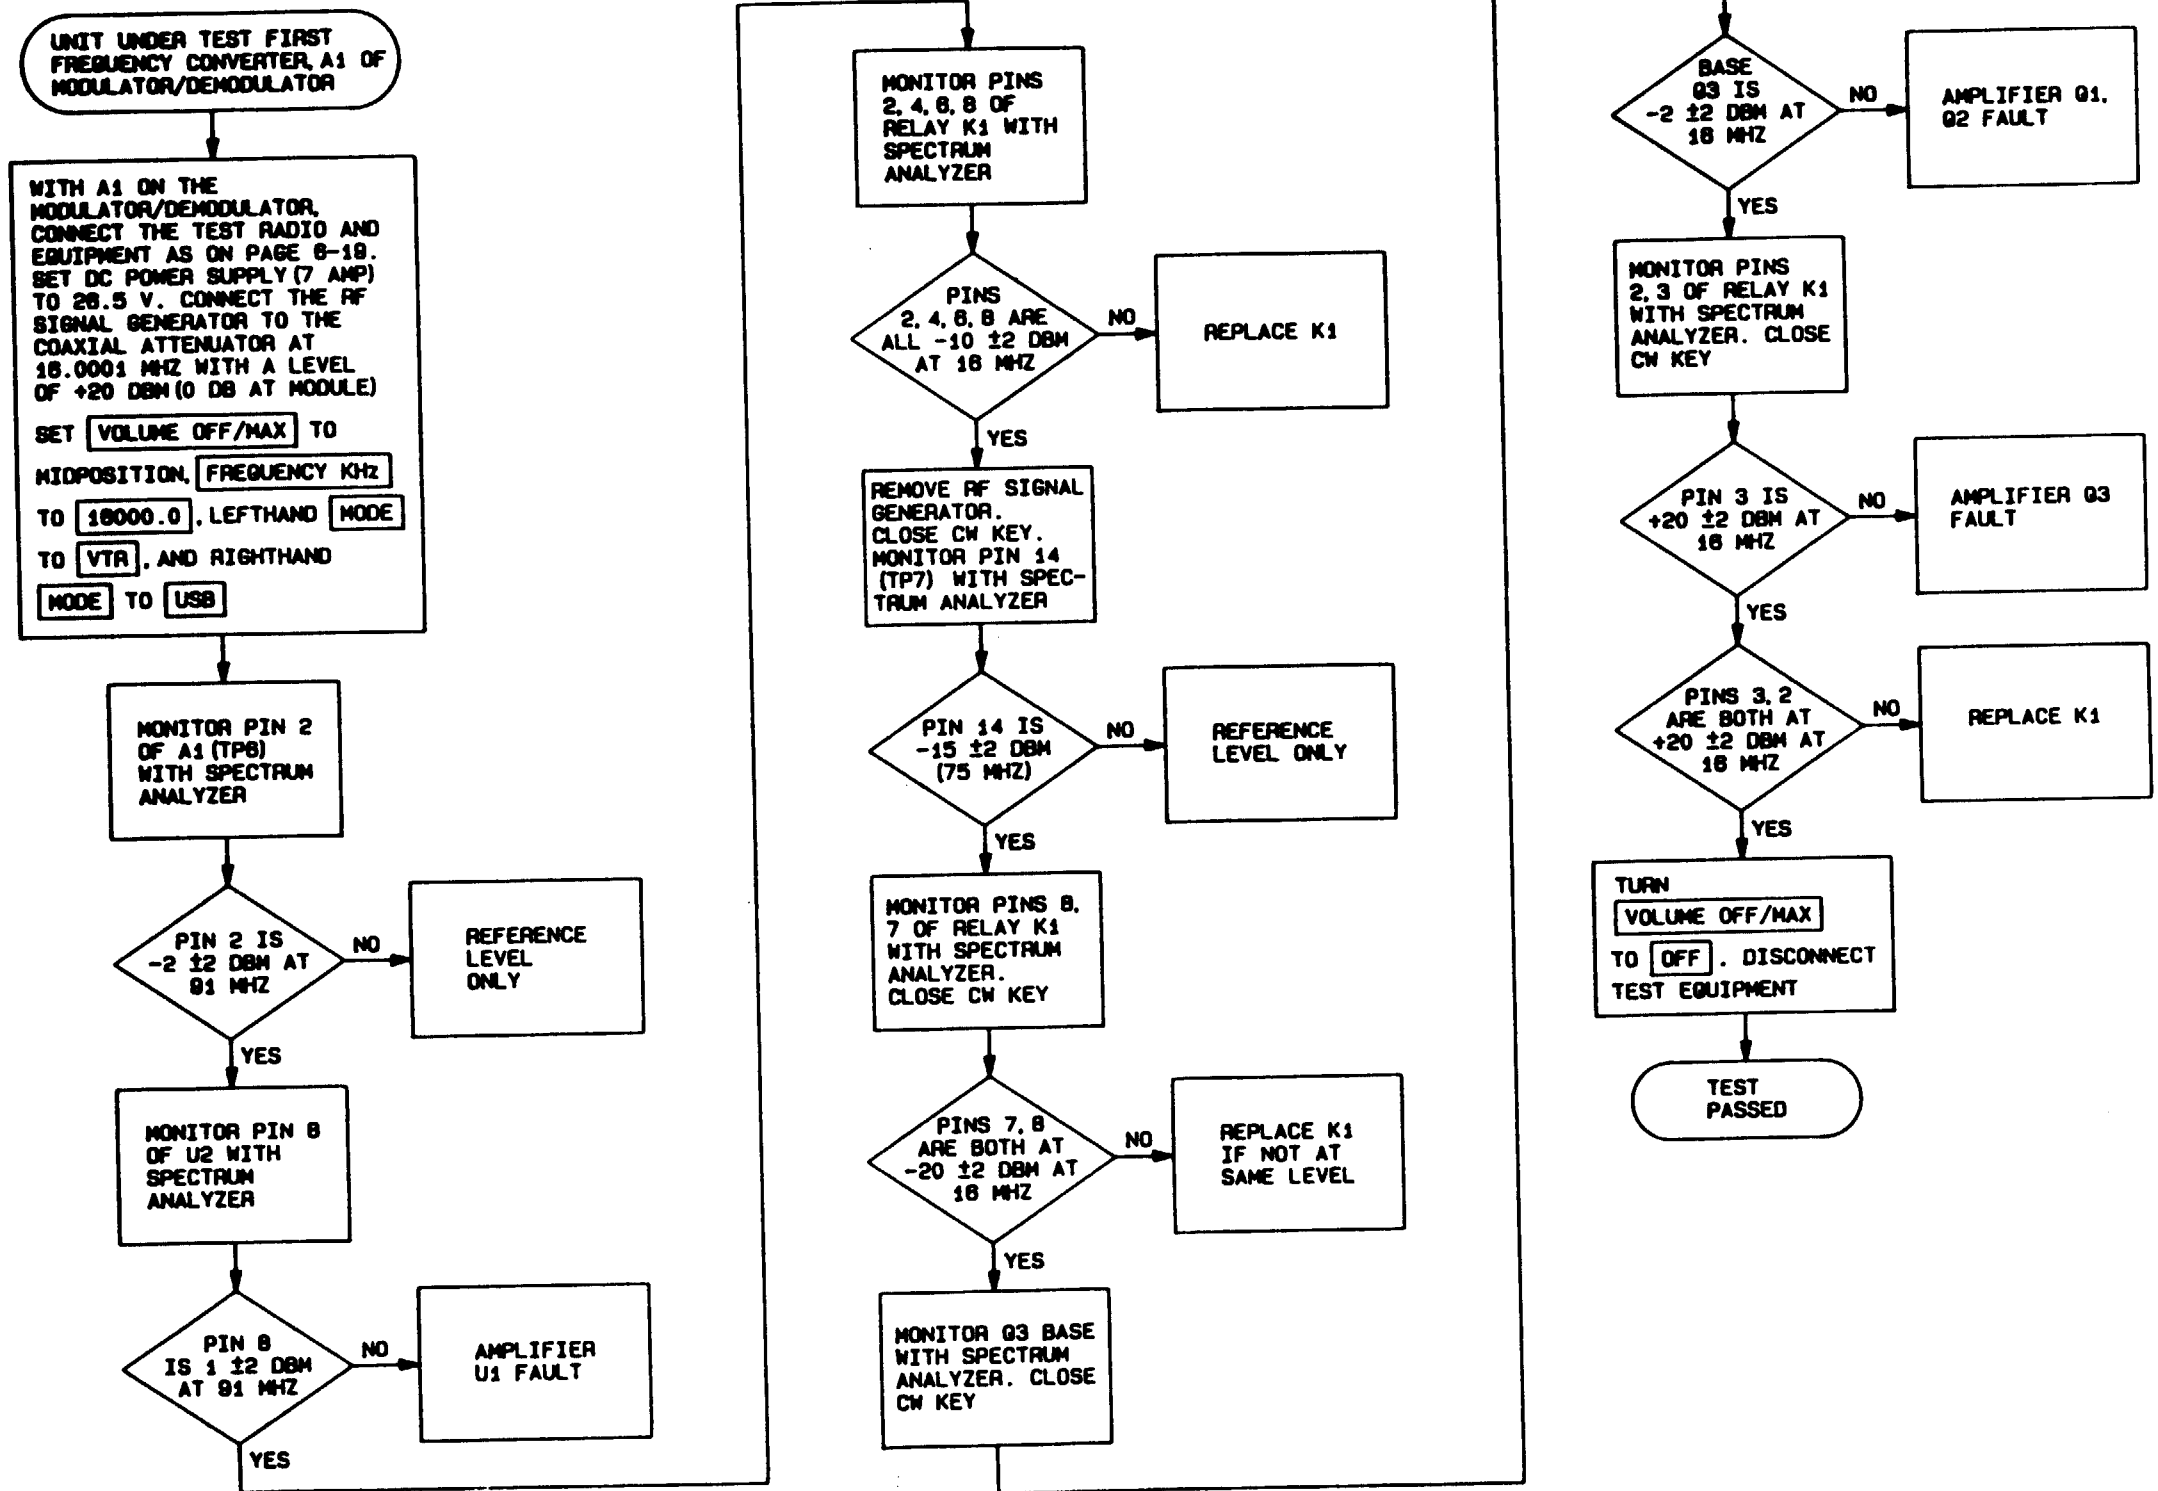 UNIT UNDER TEST FIRST
FREQUENCY CONVERTER, A1 OF
MODULATOR/DEMODULATOR
WITH A1 ON THE
MODULATOR/DEMODULATOR,
CONNECT THE TEST RADIO AND
EQUIPMENT AS ON PAGE 6-19.
SET DC POWER SUPPLY (7 AMP)
TO 26.5 V. CONNECT THE RF
SIGNAL GENERATOR TO THE
COAXIAL ATTENUATOR AT
16.0001 MHZ WITH A LEVEL
OF +20 DBM (0 DB AT MODULE)
SET VOLUME OFF/MAX TO
MIDPOSITION, FREQUENCY KHz
TO 16000.0, LEFTHAND MODE
TO VTR, AND RIGHTHAND
MODE TO USB
MONITOR PIN 2
OF A1 (TP6)
WITH SPECTRUM
ANALYZER
PIN 2 IS
-2 ±2 DBM AT
91 MHZ
NO
REFERENCE
LEVEL
ONLY
YES
MONITOR PIN 8
OF U2 WITH
SPECTRUM
ANALYZER
PIN 8
IS 1 ±2 DBM
AT 91 MHZ
NO
AMPLIFIER
U1 FAULT
YES
MONITOR PINS
2, 4, 6, 8 OF
RELAY K1 WITH
SPECTRUM
ANALYZER
PINS
2, 4, 6, 8 ARE
ALL -10 ±2 DBM
AT 16 MHZ
NO
REPLACE K1
YES
REMOVE RF SIGNAL
GENERATOR.
CLOSE CW KEY.
MONITOR PIN 14
(TP7) WITH SPEC-
TRUM ANALYZER
PIN 14 IS
-15 ±2 DBM
(75 MHZ)
NO
REFERENCE
LEVEL ONLY
YES
MONITOR PINS 8,
7 OF RELAY K1
WITH SPECTRUM
ANALYZER.
CLOSE CW KEY
PINS 7, 8
ARE BOTH AT
-20 ±2 DBM AT
16 MHZ
NO
REPLACE K1
IF NOT AT
SAME LEVEL
YES
MONITOR Q3 BASE
WITH SPECTRUM
ANALYZER. CLOSE
CW KEY
BASE
Q3 IS
-2 ±2 DBM AT
16 MHZ
NO
AMPLIFIER Q1,
Q2 FAULT
YES
MONITOR PINS
2, 3 OF RELAY K1
WITH SPECTRUM
ANALYZER. CLOSE
CW KEY
PIN 3 IS
+20 ±2 DBM AT
16 MHZ
NO
AMPLIFIER Q3
FAULT
YES
PINS 3, 2
ARE BOTH AT
+20 ±2 DBM AT
16 MHZ
NO
REPLACE K1
YES
TURN
VOLUME OFF/MAX
TO OFF. DISCONNECT
TEST EQUIPMENT
TEST
PASSED